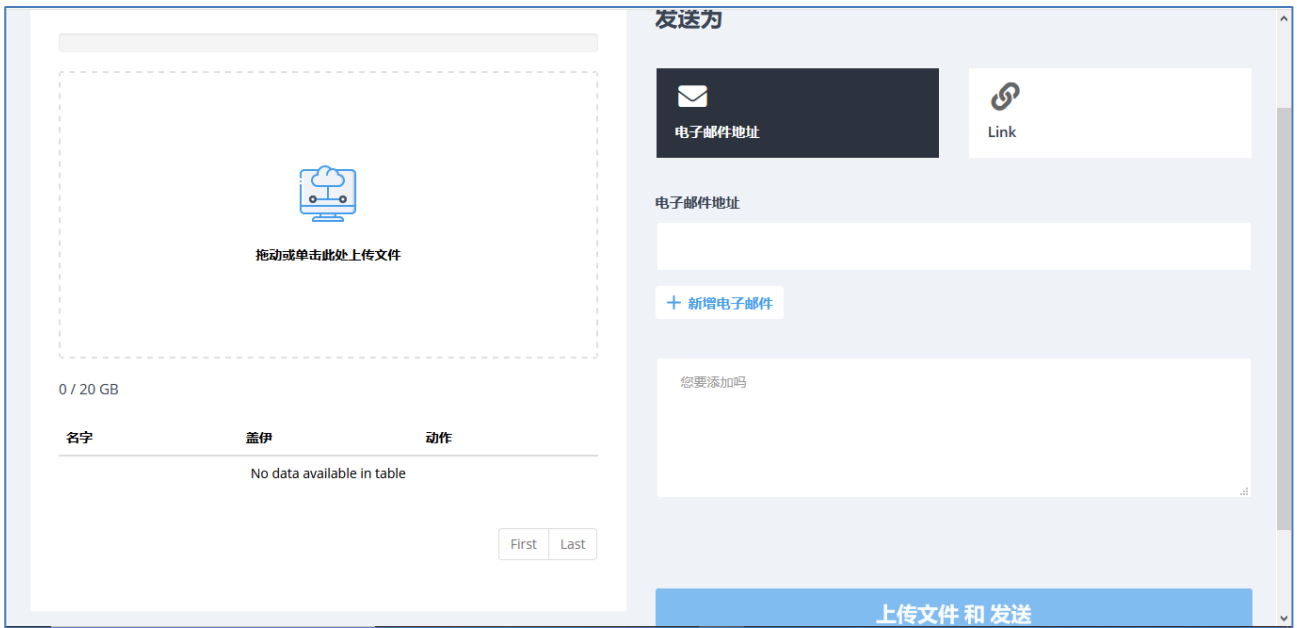 拖动或单击此处上传文件
0 / 20 GB
名字 盖伊 动作
No data available in table
First Last
发送为
电子邮件地址
Link
电子邮件地址
+ 新增电子邮件
您要添加吗
上传文件 和 发送